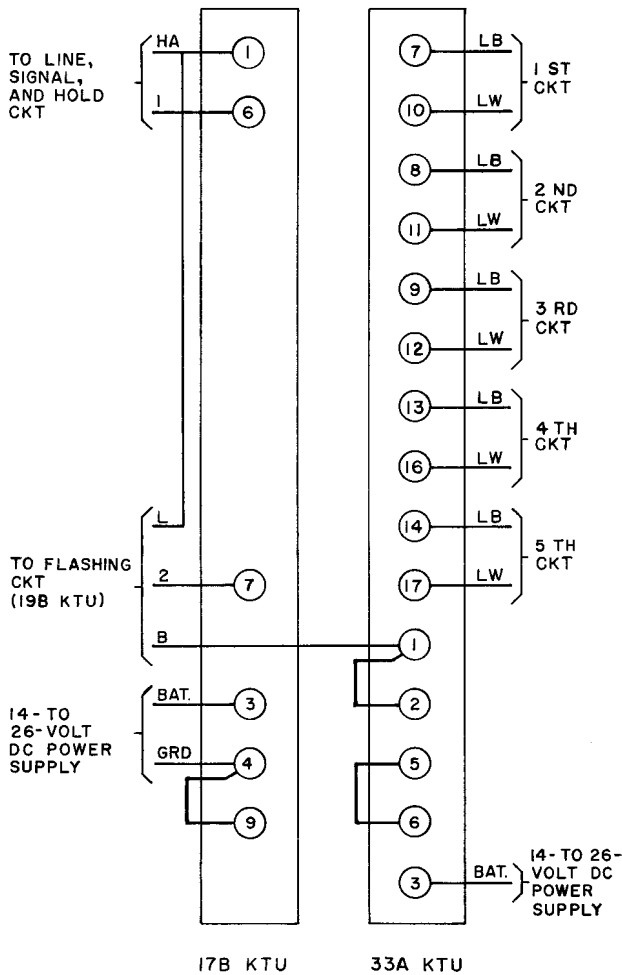 TO LINE,
SIGNAL,
AND HOLD
CKT
HA
1
1
6
TO FLASHING
CKT
(19B KTU)
L
2
7
B
14-TO
26-VOLT
DC POWER
SUPPLY
BAT.
3
GRD
4
9
17B KTU
7
LB
10
LW
1 ST
CKT
8
LB
11
LW
2 ND
CKT
9
LB
12
LW
3 RD
CKT
13
LB
16
LW
4 TH
CKT
14
LB
17
LW
5 TH
CKT
1
2
5
6
3
BAT.
14-TO 26-
VOLT DC
POWER
SUPPLY
33A KTU